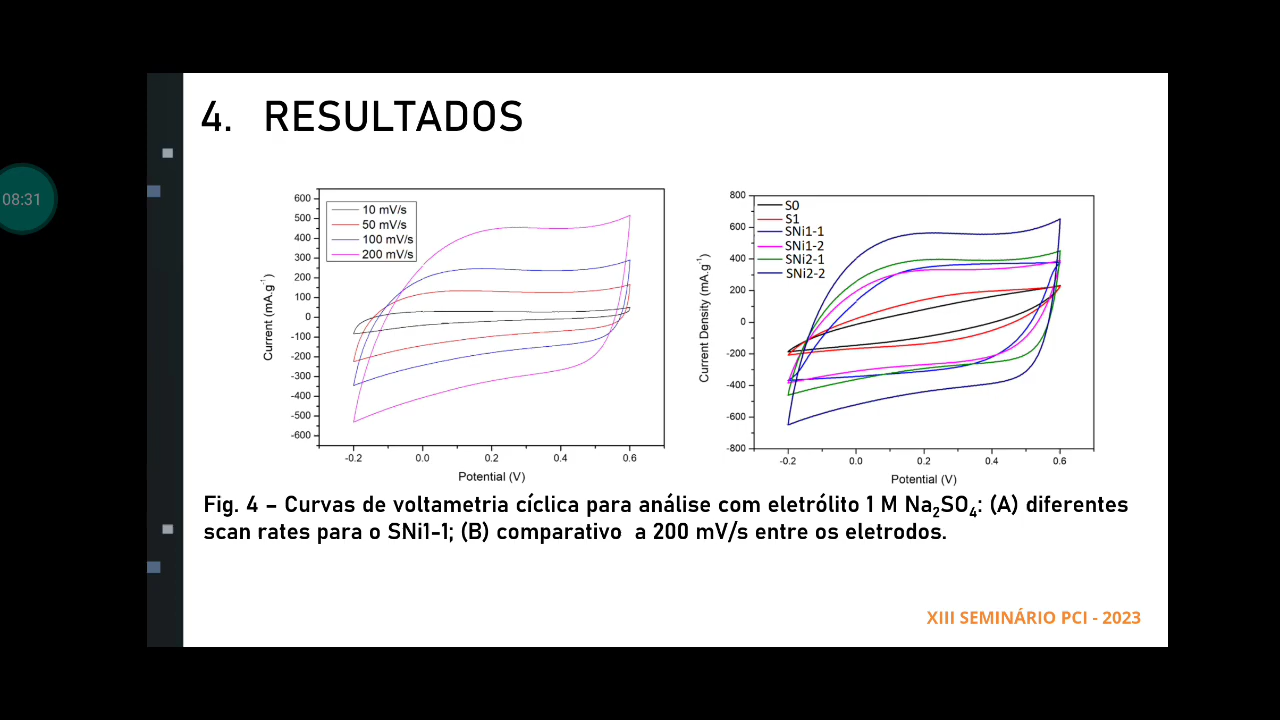 4. RESULTADOS
08:31
600
500
400
300
200
100
0
-100
-200
-300
-400
-500
-600
Current (mA.g⁻¹)
10 mV/s
50 mV/s
100 mV/s
200 mV/s
-0.2 0.0 0.2 0.4 0.6
Potential (V)
800
600
400
200
0
-200
-400
-600
-800
Current Density (mA.g⁻¹)
S0
S1
SNi1-1
SNi1-2
SNi2-1
SNi2-2
-0.2 0.0 0.2 0.4 0.6
Potential (V)
Fig. 4 – Curvas de voltametria cíclica para análise com eletrólito 1 M Na₂SO₄: (A) diferentes
scan rates para o SNi1-1; (B) comparativo a 200 mV/s entre os eletrodos.
XIII SEMINÁRIO PCI - 2023